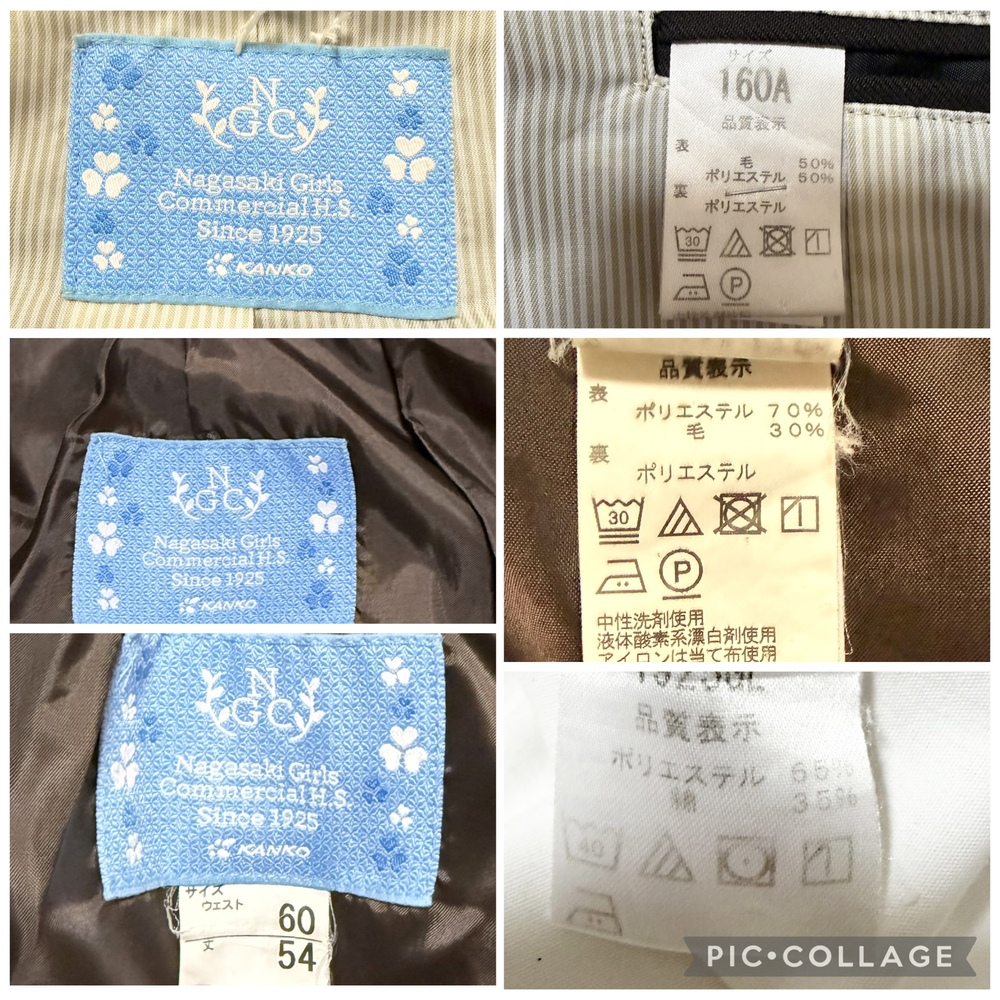 N
GC
Nagasaki Girls
Commercial H.S.
Since 1925
KANKO
サイズ
160A
品質表示
表
毛 50%
ポリエステル 50%
裏
ポリエステル
30
P
N
GC
Nagasaki Girls
Commercial H.S.
Since 1925
KANKO
品質表示
表
ポリエステル 70%
毛 30%
裏
ポリエステル
30
P
中性洗剤使用
液体酸素系漂白剤使用
アイロンは当て布使用
N
GC
Nagasaki Girls
Commercial H.S.
Since 1925
KANKO
サイズ
ウェスト 60
丈 54
品質表示
ポリエステル 65%
綿 35%
40
PIC•COLLAGE